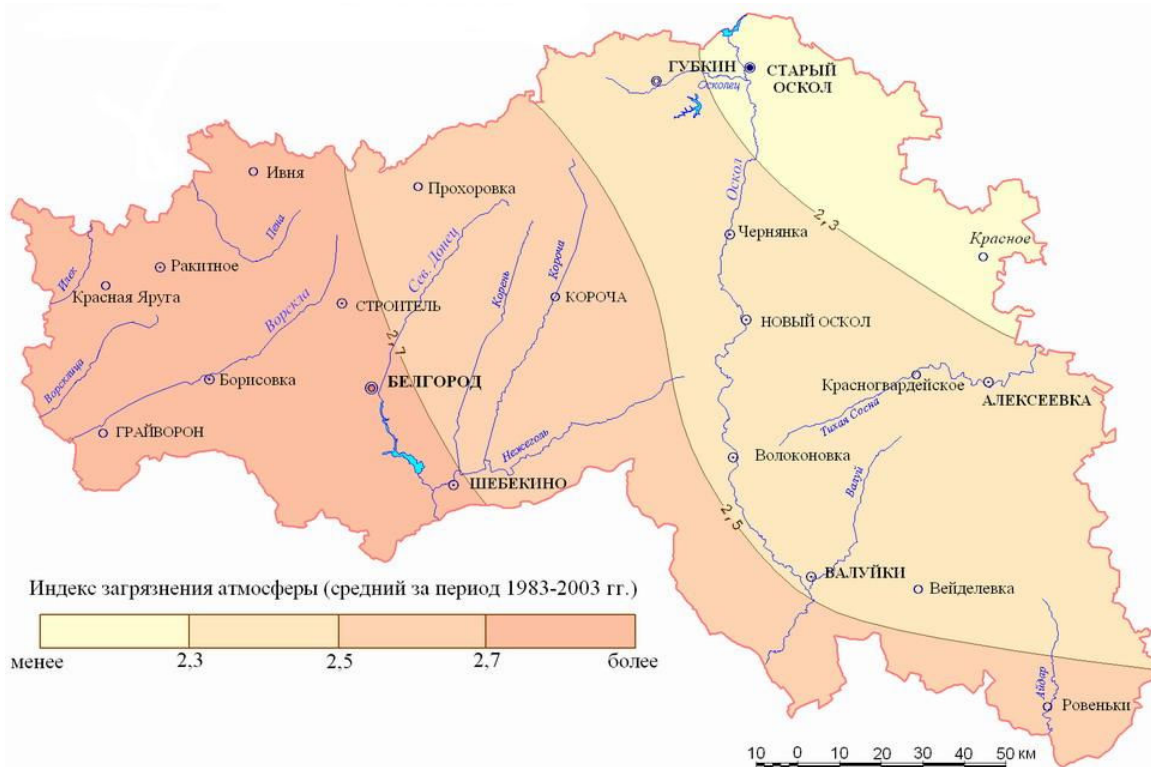 ГУБКИН
СТАРЫЙ
ОСКОЛ
Осколец
Ивня
Прохоровка
Оскол
Пена
Сев. Донец
Короча
Корень
2,3
Чернянка
Красное
Илек
Ракитное
Красная Яруга
Ворскла
СТРОИТЕЛЬ
КОРОЧА
НОВЫЙ ОСКОЛ
2,7
Ворсклица
Борисовка
БЕЛГОРОД
Красногвардейское
АЛЕКСЕЕВКА
Тихая Сосна
ГРАЙВОРОН
Нежеголь
Волоконовка
Валуй
ШЕБЕКИНО
2,5
ВАЛУЙКИ
Вейделевка
Айдар
Ровеньки
Индекс загрязнения атмосферы (средний за период 1983-2003 гг.)
менее 2,3 2,5 2,7 более
10 0 10 20 30 40 50 км